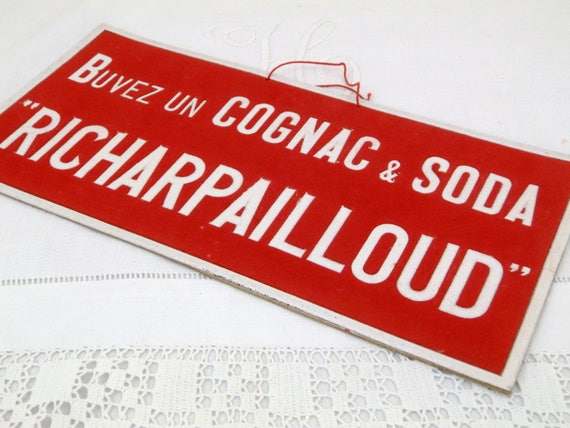 BUVEZ UN COGNAC & SODA
"RICHARPAILLOUD"